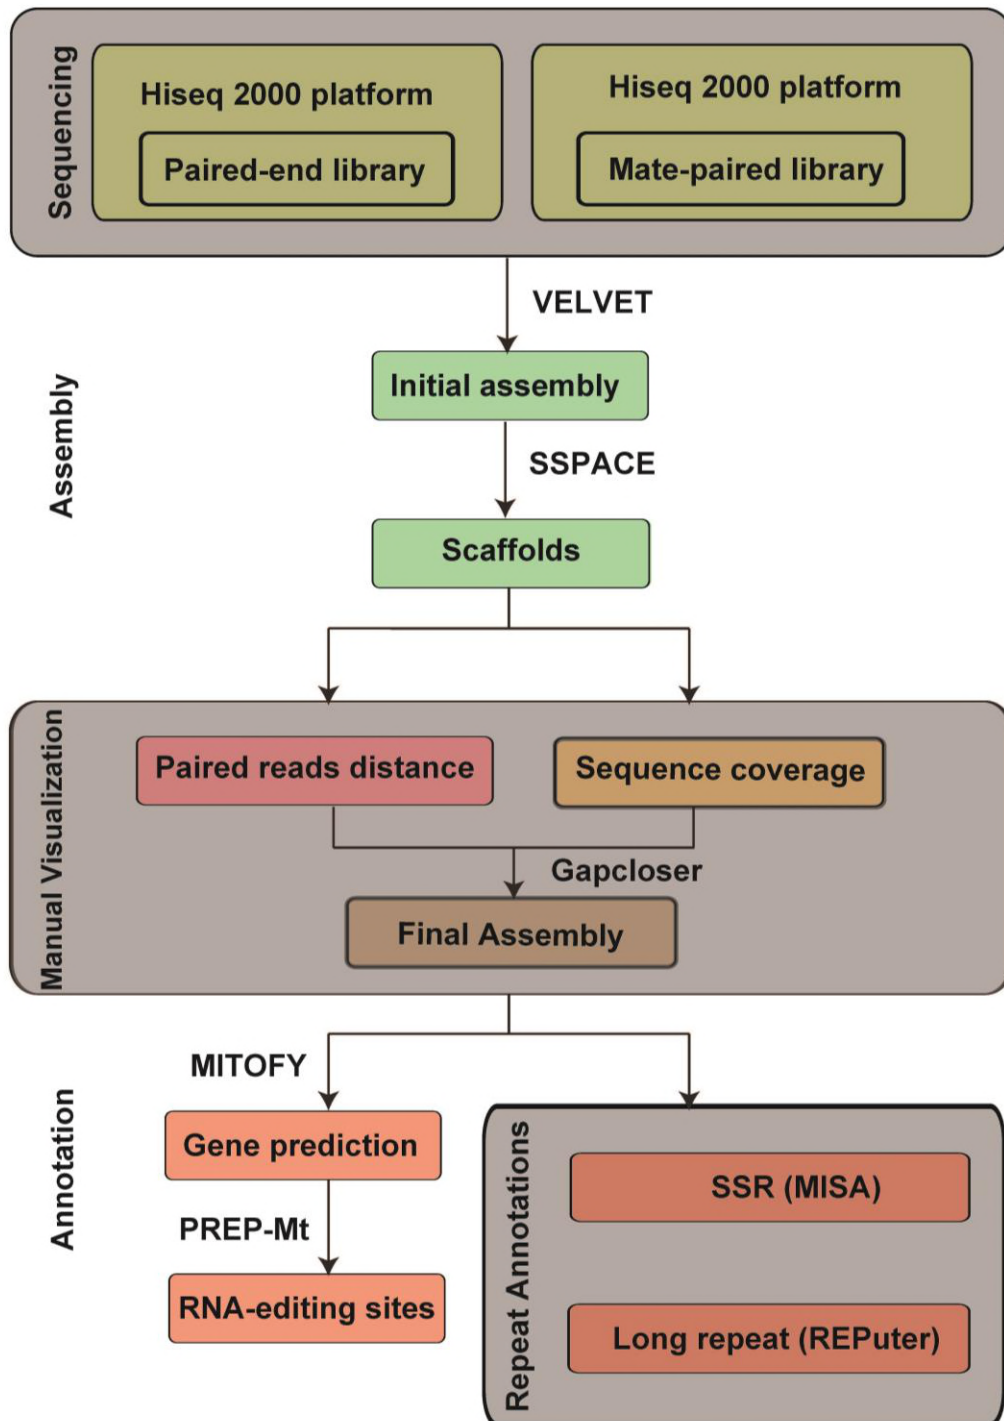 Sequencing
Hiseq 2000 platform
Paired-end library
Hiseq 2000 platform
Mate-paired library
VELVET
Assembly
Initial assembly
SSPACE
Scaffolds
Manual Visualization
Paired reads distance
Sequence coverage
Gapcloser
Final Assembly
Annotation
MITOFY
Gene prediction
PREP-Mt
RNA-editing sites
Repeat Annotations
SSR (MISA)
Long repeat (REPuter)